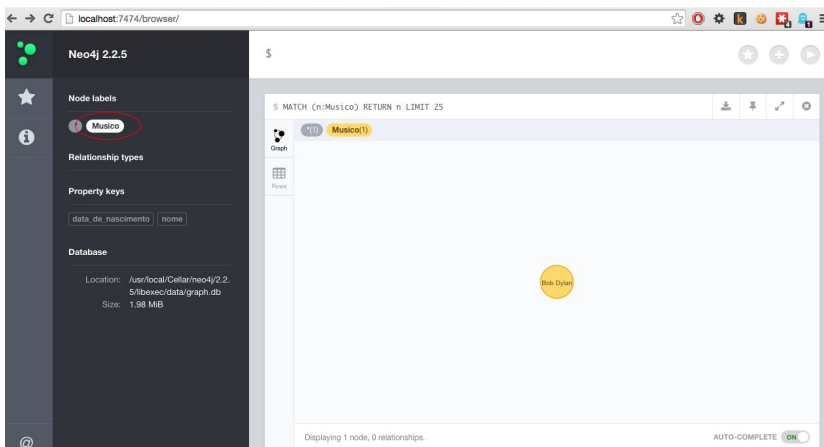 localhost:7474/browser/
Neo4j 2.2.5
$
Node labels
Musico
$ MATCH (n:Musico) RETURN n LIMIT 25
*(1) Musico(1)
Graph
Rows
Relationship types
Property keys
data_de_nascimento nome
Database
Location: /usr/local/Cellar/neo4j/2.2.
5/libexec/data/graph.db
Size: 1.98 MiB
Bob Dylan
Displaying 1 node, 0 relationships.
AUTO-COMPLETE ON